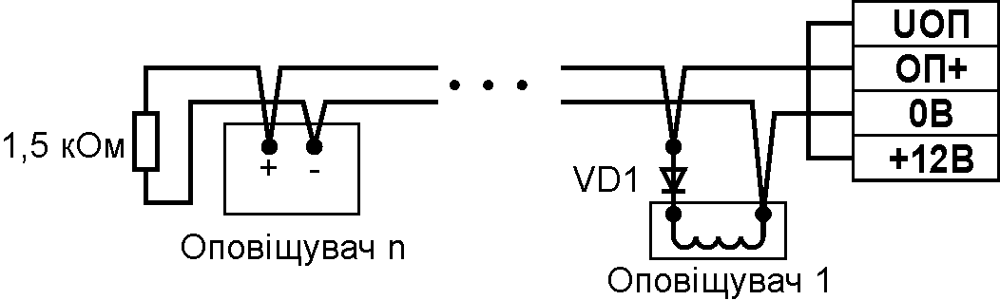 UОП
ОП+
0В
+12В
1,5 кОм
+ -
VD1
Оповіщувач n
Оповіщувач 1